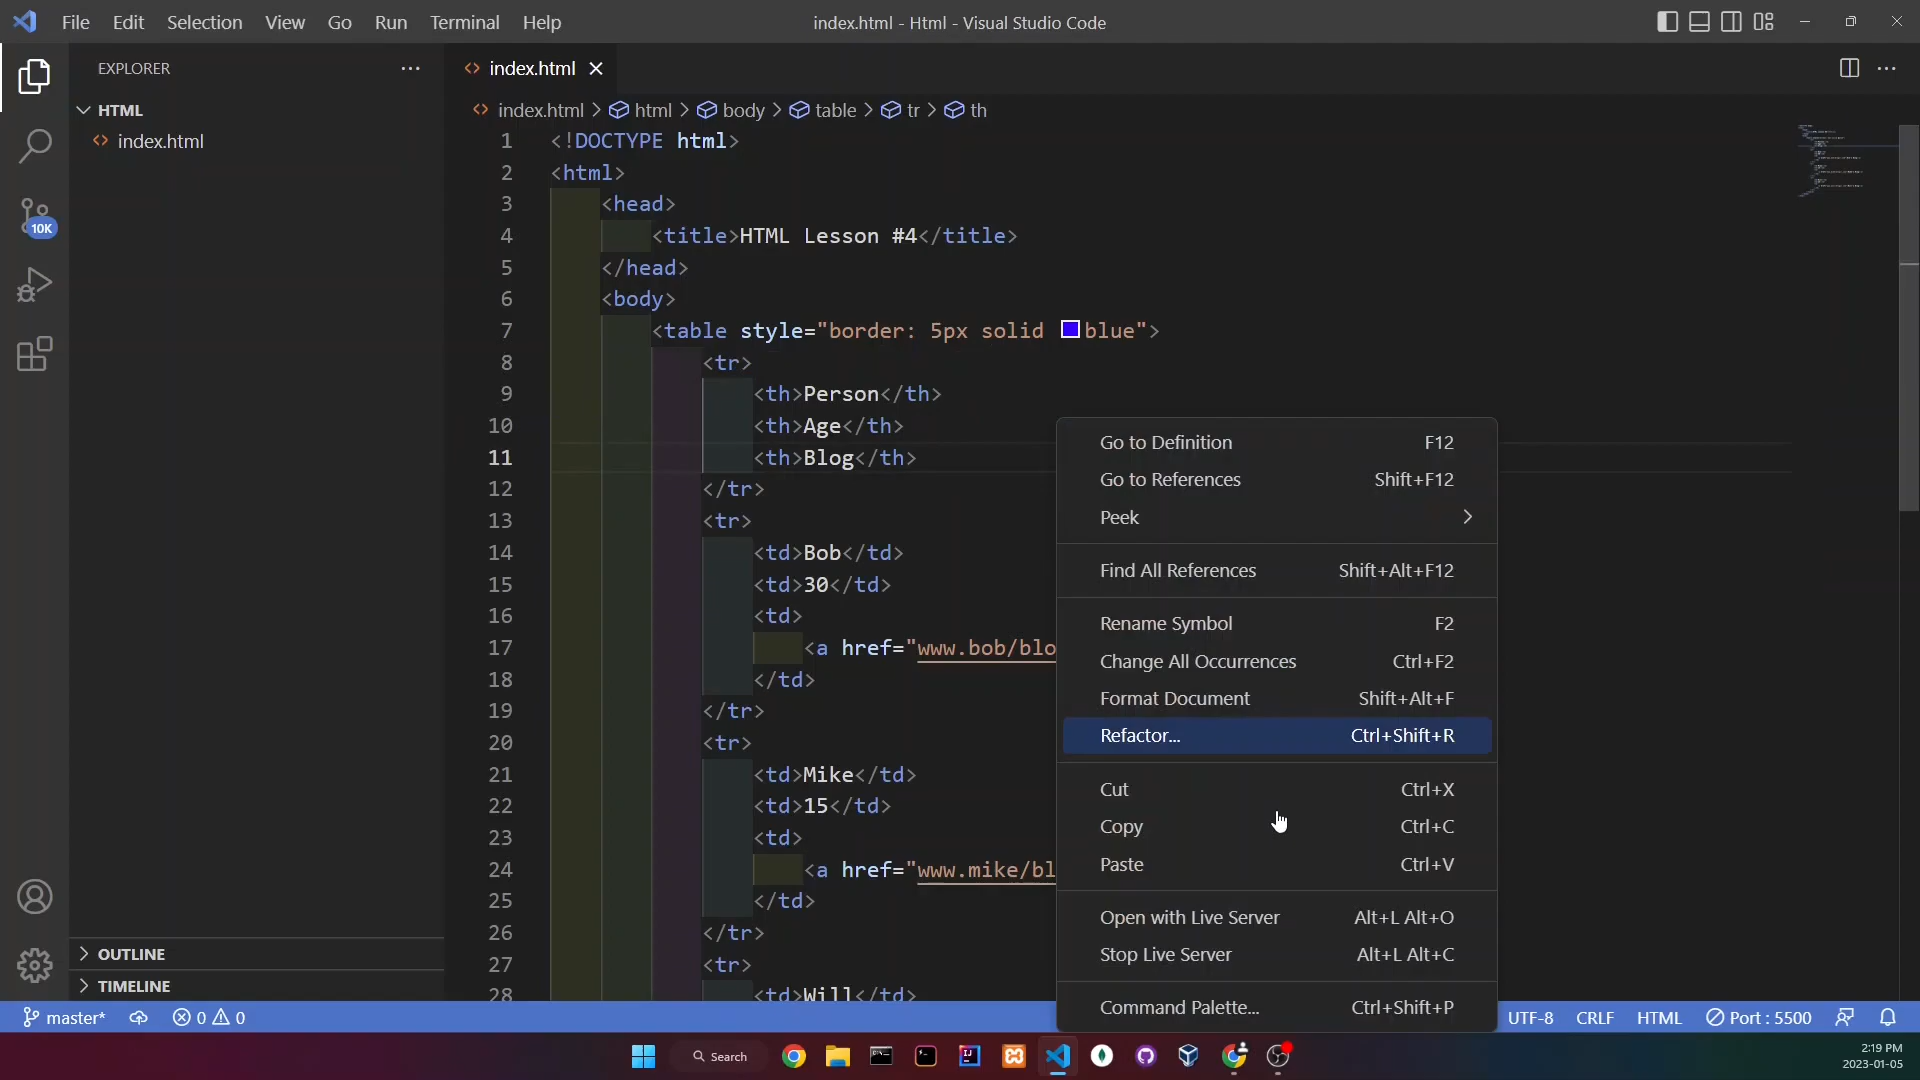 File Edit Selection View Go Run Terminal Help index.html - Html - Visual Studio Code
EXPLORER
HTML
index.html
10K
OUTLINE
TIMELINE
index.html
index.html > html > body > table > tr > th
1 <!DOCTYPE html>
2 <html>
3 <head>
4 <title>HTML Lesson #4</title>
5 </head>
6 <body>
7 <table style="border: 5px solid blue">
8 <tr>
9 <th>Person</th>
10 <th>Age</th>
11 <th>Blog</th>
12 </tr>
13 <tr>
14 <td>Bob</td>
15 <td>30</td>
16 <td>
17 <a href="www.bob/blo
18 </td>
19 </tr>
20 <tr>
21 <td>Mike</td>
22 <td>15</td>
23 <td>
24 <a href="www.mike/bl
25 </td>
26 </tr>
27 <tr>
28 <td>Will</td>
Go to Definition F12
Go to References Shift+F12
Peek
Find All References Shift+Alt+F12
Rename Symbol F2
Change All Occurrences Ctrl+F2
Format Document Shift+Alt+F
Refactor... Ctrl+Shift+R
Cut Ctrl+X
Copy Ctrl+C
Paste Ctrl+V
Open with Live Server Alt+L Alt+O
Stop Live Server Alt+L Alt+C
Command Palette... Ctrl+Shift+P
master* 0 0 UTF-8 CRLF HTML Port : 5500
Search
2:19 PM
2023-01-05